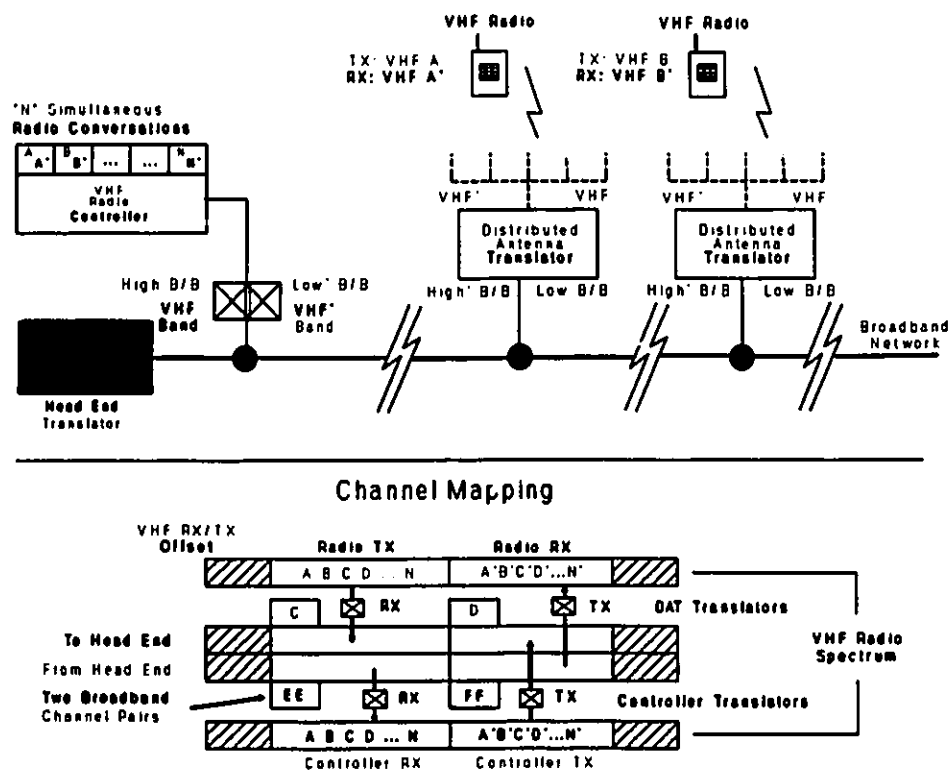 VHF Radio
TX: VHF A
RX: VHF A'
VHF Radio
TX: VHF B
RX: VHF B'
"N" Simultaneous
Radio Conversations
A A' B B' ... ... N N'
VHF
Radio
Controller
VHF' VHF
Distributed
Antenna
Translator
High' B/B Low B/B
VHF' VHF
Distributed
Antenna
Translator
High' B/B Low B/B
High B/B Low' B/B
VHF Band VHF' Band
Broadband
Network
Head End
Translator
Channel Mapping
VHF RX/TX
Offset
Radio TX Radio RX
A B C D ... N A'B'C'D'...N'
C RX D TX DAT Translators
To Head End
From Head End
VHF Radio
Spectrum
Two Broadband
Channel Pairs
EE RX FF TX Controller Translators
A B C D ... N A'B'C'D'...N'
Controller RX Controller TX